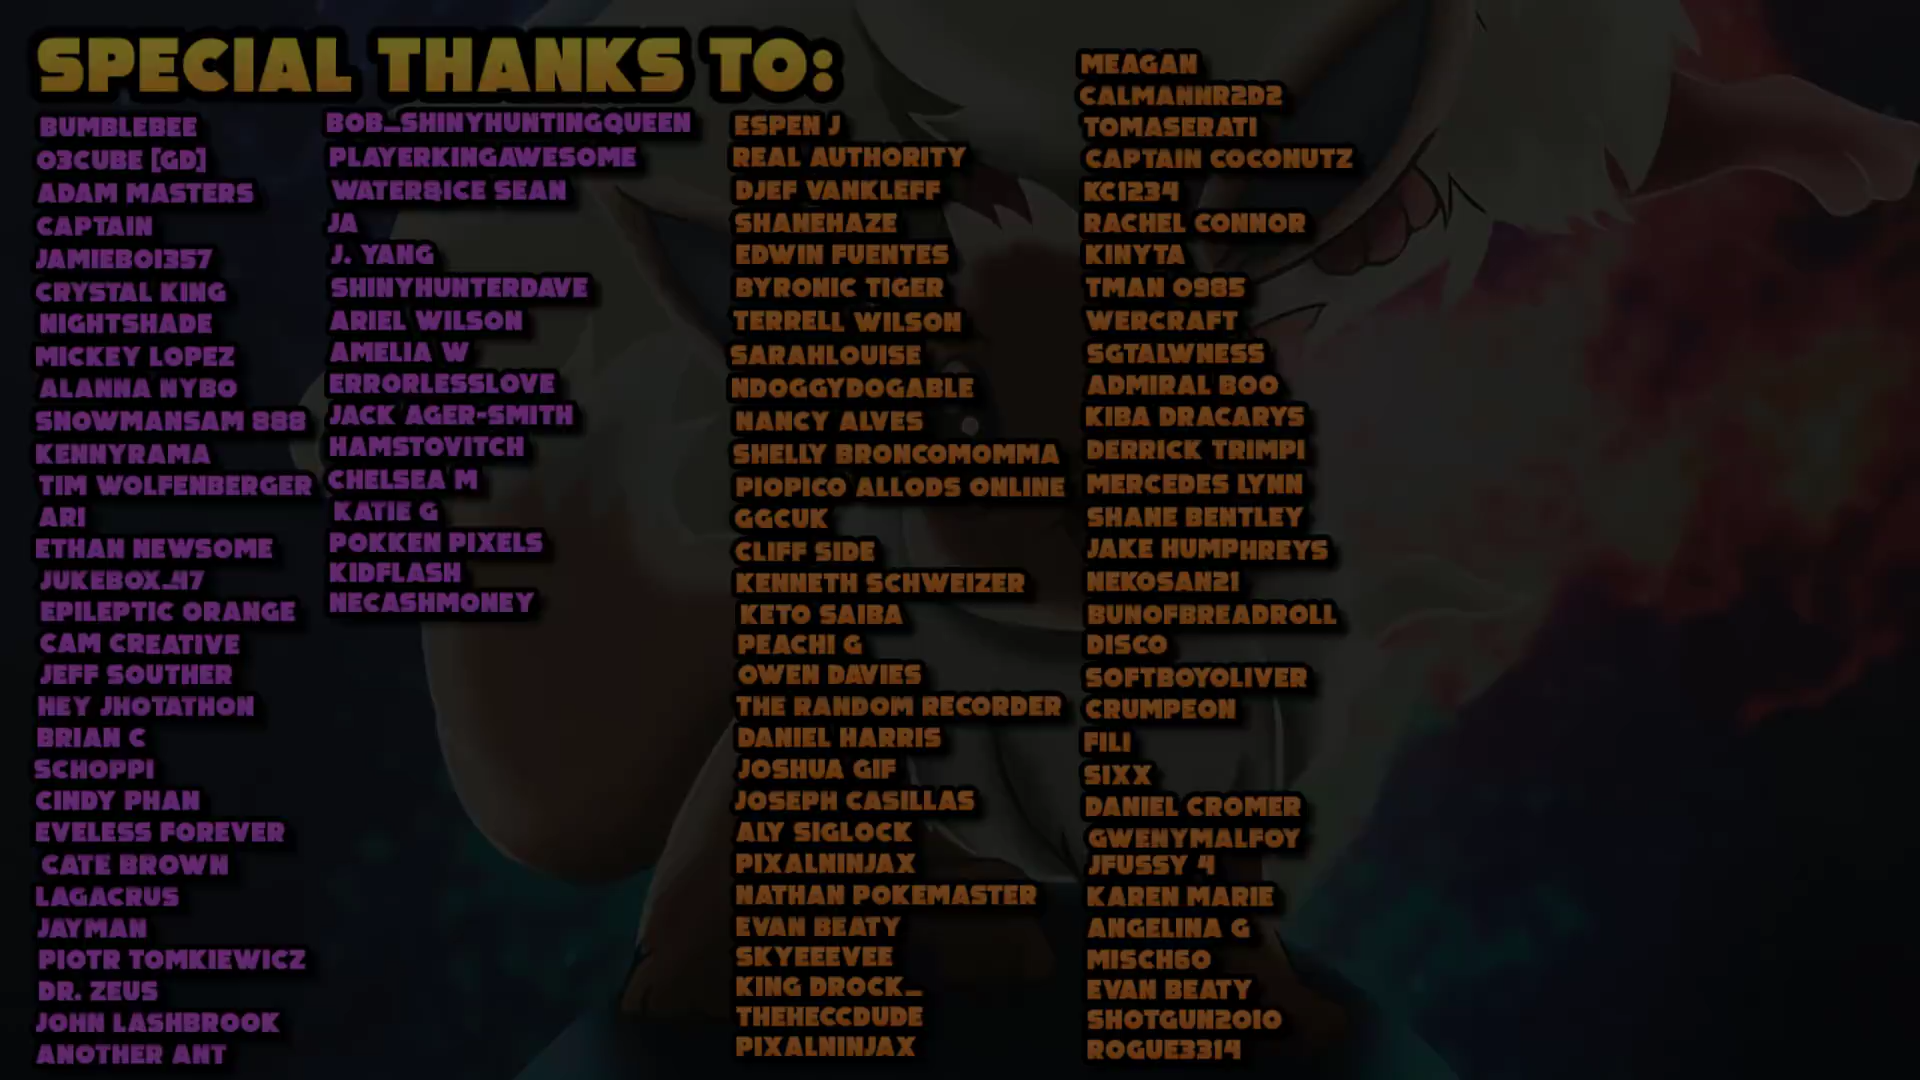 SPECIAL THANKS TO:
BUMBLEBEE
03CUBE [GD]
ADAM MASTERS
CAPTAIN
JAMIEBOI357
CRYSTAL KING
NIGHTSHADE
MICKEY LOPEZ
ALANNA NYBO
SNOWMANSAM 888
KENNYRAMA
TIM WOLFENBERGER
ARI
ETHAN NEWSOME
JUKEBOX_47
EPILEPTIC ORANGE
CAM CREATIVE
JEFF SOUTHER
HEY JHOTATHON
BRIAN C
SCHOPPI
CINDY PHAN
EVELESS FOREVER
CATE BROWN
LAGACRUS
JAYMAN
PIOTR TOMKIEWICZ
DR. ZEUS
JOHN LASHBROOK
ANOTHER ANT
BOB_SHINYHUNTINGQUEEN
PLAYERKINGAWESOME
WATER&ICE SEAN
JA
J. YANG
SHINYHUNTERDAVE
ARIEL WILSON
AMELIA W
ERRORLESSLOVE
JACK AGER-SMITH
HAMSTOVITCH
CHELSEA M
KATIE G
POKKEN PIXELS
KIDFLASH
NECASHMONEY
ESPEN J
REAL AUTHORITY
DJEF VANKLEFF
SHANEHAZE
EDWIN FUENTES
BYRONIC TIGER
TERRELL WILSON
SARAHLOUISE
NDOGGYDOGABLE
NANCY ALVES
SHELLY BRONCOMOMMA
PIOPICO ALLODS ONLINE
GGCUK
CLIFF SIDE
KENNETH SCHWEIZER
KETO SAIBA
PEACHI G
OWEN DAVIES
THE RANDOM RECORDER
DANIEL HARRIS
JOSHUA GIF
JOSEPH CASILLAS
ALY SIGLOCK
PIXALNINJAX
NATHAN POKEMASTER
EVAN BEATY
SKYEEEVEE
KING DROCK_
THEHECCDUDE
PIXALNINJAX
MEAGAN
CALMANNR2D2
TOMASERATI
CAPTAIN COCONUTZ
KC1234
RACHEL CONNOR
KINYTA
TMAN 0985
WERCRAFT
SGTALWNESS
ADMIRAL BOO
KIBA DRACARYS
DERRICK TRIMPI
MERCEDES LYNN
SHANE BENTLEY
JAKE HUMPHREYS
NEKOSAN21
BUNOFBREADROLL
DISCO
SOFTBOYOLIVER
CRUMPEON
FILI
SIXX
DANIEL CROMER
GWENYMALFOY
JFUSSY 4
KAREN MARIE
ANGELINA G
MISCH60
EVAN BEATY
SHOTGUN2010
ROGUE3314